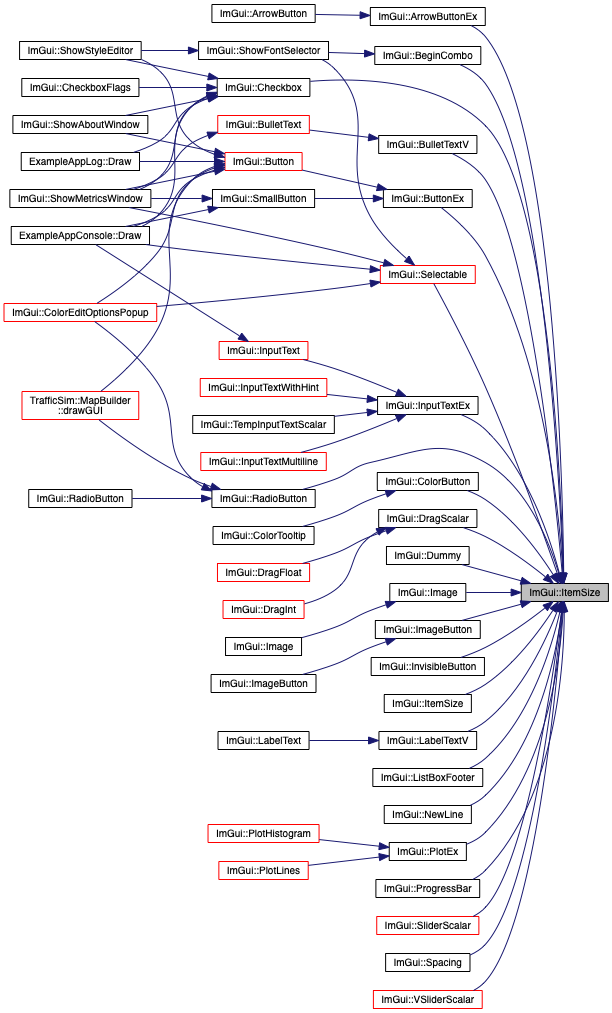 ImGui::ArrowButton
ImGui::ArrowButtonEx
ImGui::ShowStyleEditor
ImGui::ShowFontSelector
ImGui::BeginCombo
ImGui::CheckboxFlags
ImGui::Checkbox
ImGui::ShowAboutWindow
ImGui::BulletText
ImGui::BulletTextV
ExampleAppLog::Draw
ImGui::Button
ImGui::ShowMetricsWindow
ImGui::SmallButton
ImGui::ButtonEx
ExampleAppConsole::Draw
ImGui::Selectable
ImGui::ColorEditOptionsPopup
ImGui::InputText
ImGui::InputTextWithHint
TrafficSim::MapBuilder
::drawGUI
ImGui::InputTextEx
ImGui::TempInputTextScalar
ImGui::InputTextMultiline
ImGui::RadioButton
ImGui::RadioButton
ImGui::ColorButton
ImGui::DragScalar
ImGui::ColorTooltip
ImGui::Dummy
ImGui::DragFloat
ImGui::Image
ImGui::ItemSize
ImGui::DragInt
ImGui::ImageButton
ImGui::Image
ImGui::InvisibleButton
ImGui::ImageButton
ImGui::ItemSize
ImGui::LabelText
ImGui::LabelTextV
ImGui::ListBoxFooter
ImGui::NewLine
ImGui::PlotHistogram
ImGui::PlotEx
ImGui::PlotLines
ImGui::ProgressBar
ImGui::SliderScalar
ImGui::Spacing
ImGui::VSliderScalar